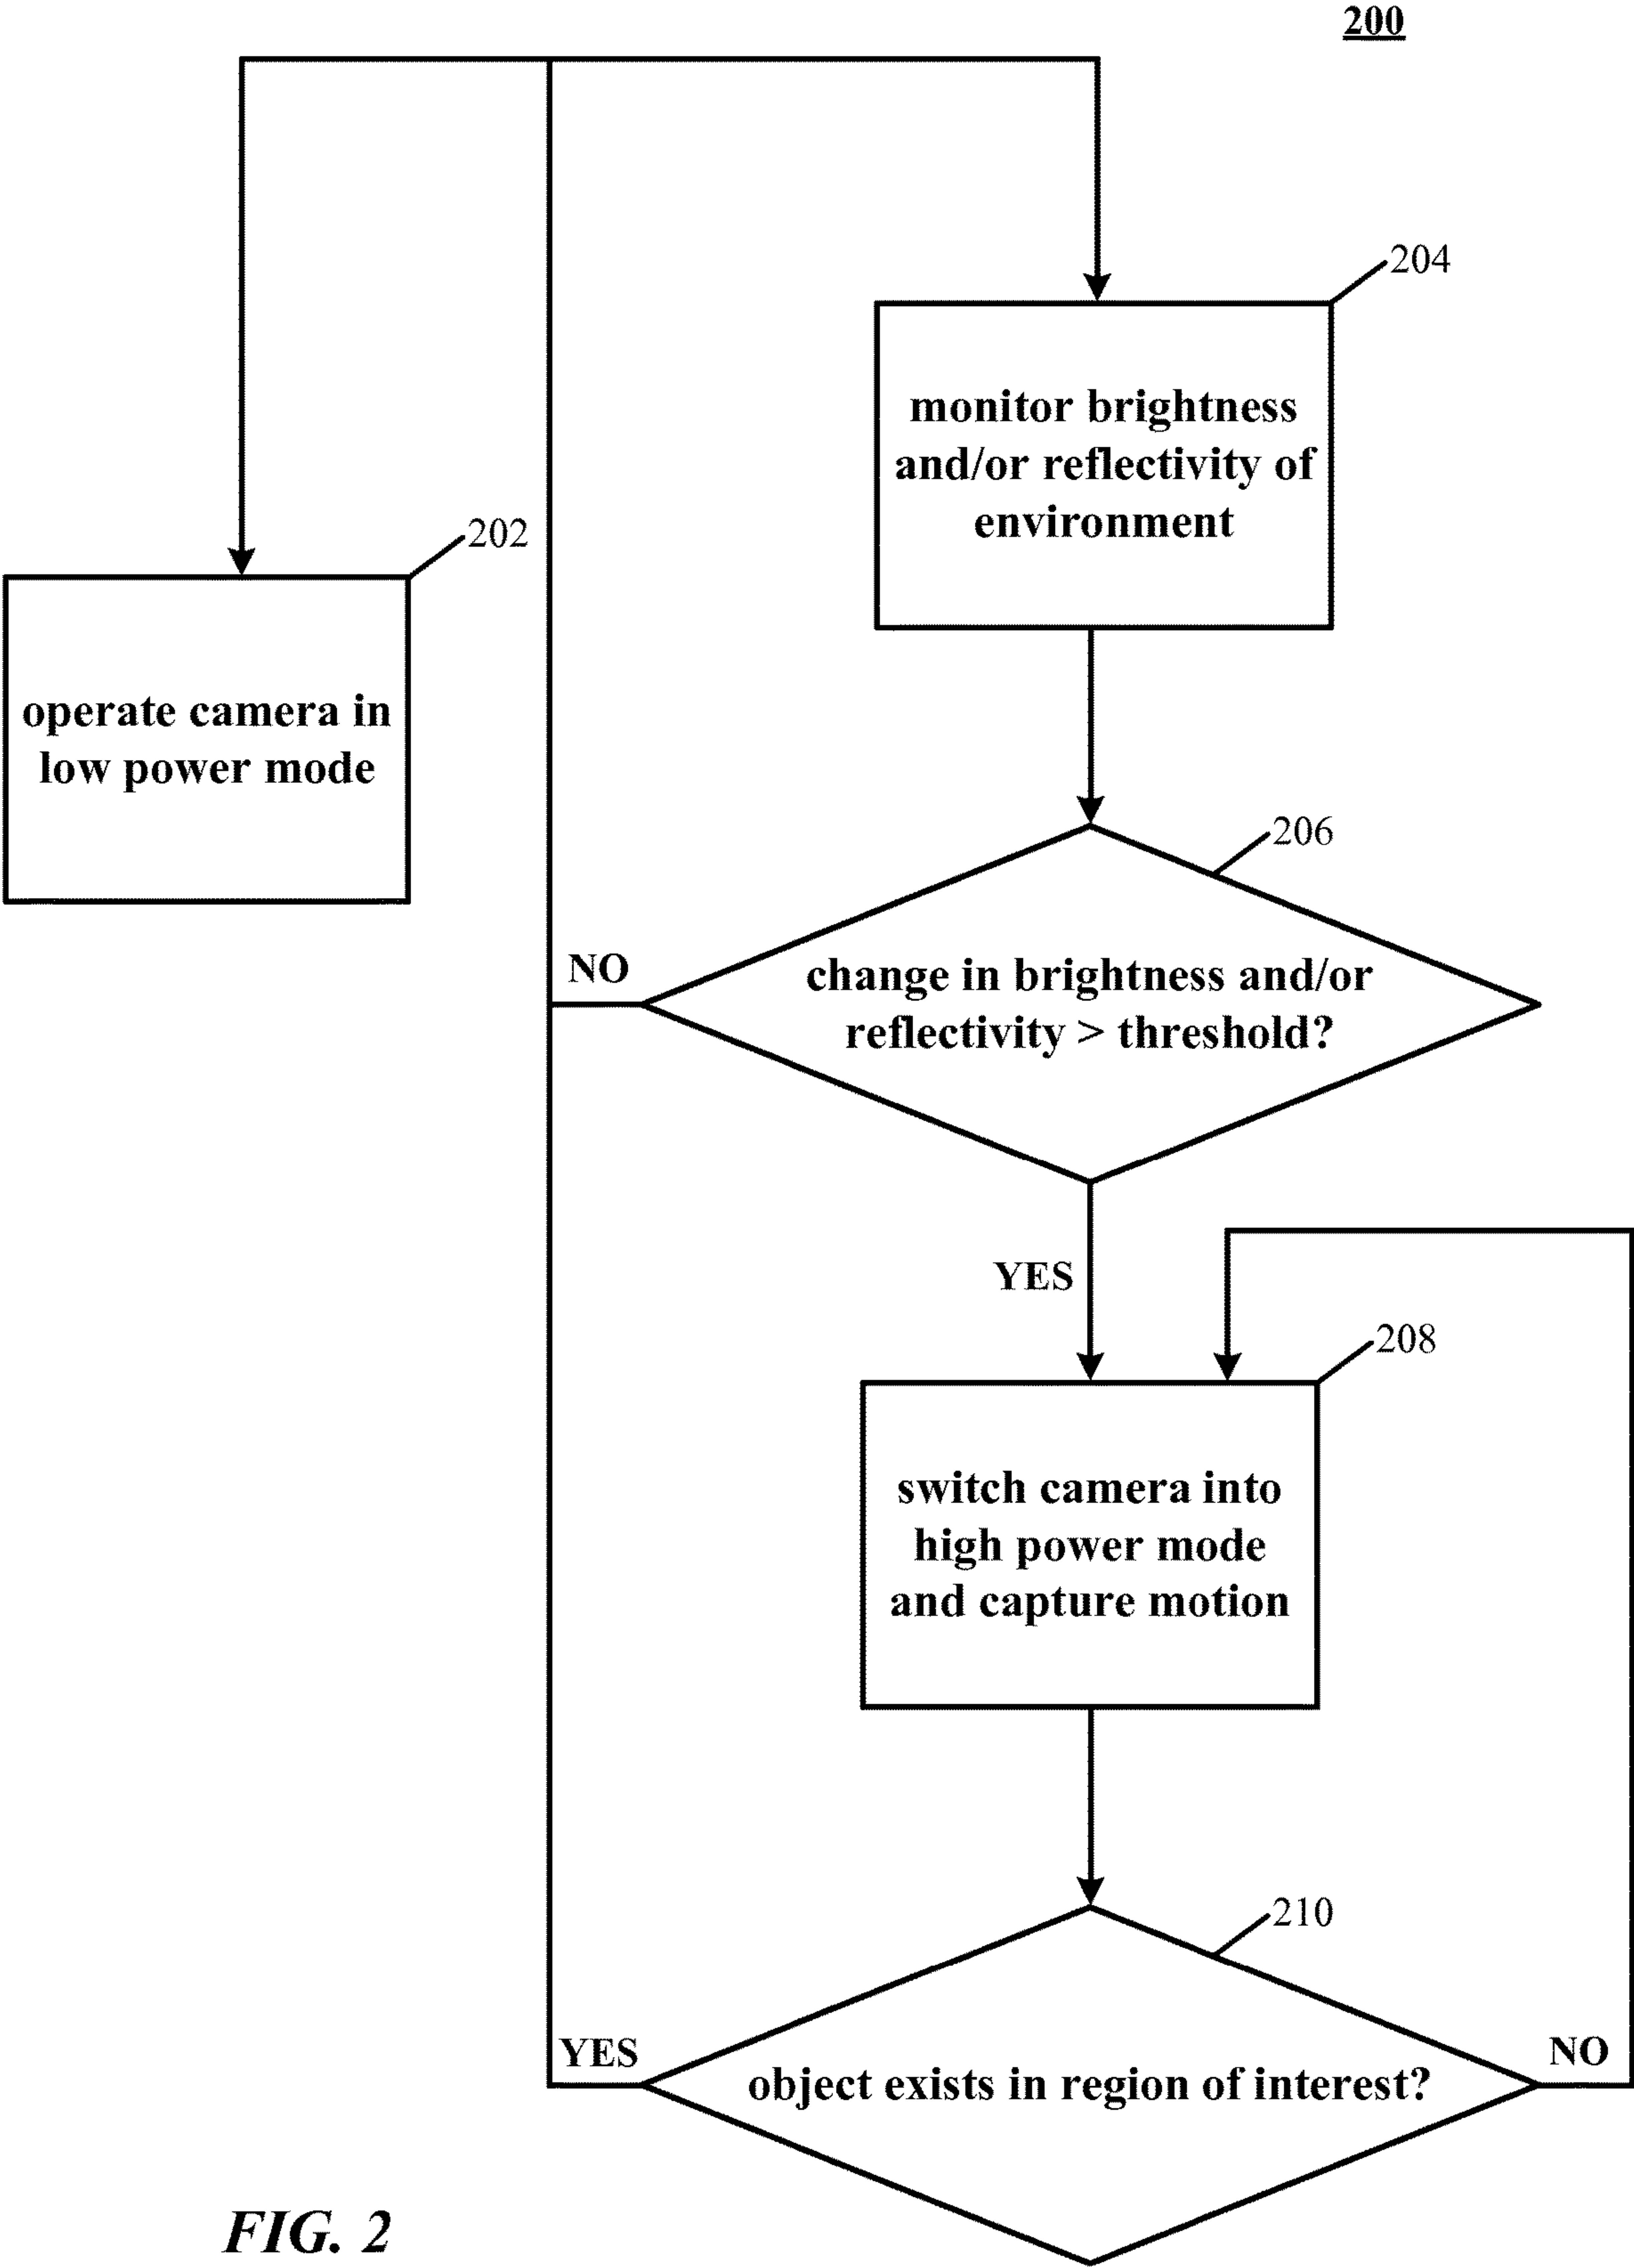 200
204
monitor brightness
and/or reflectivity of
environment
202
operate camera in
low power mode
206
change in brightness and/or
reflectivity > threshold?
NO
YES
208
switch camera into
high power mode
and capture motion
210
object exists in region of interest?
YES
NO
FIG. 2